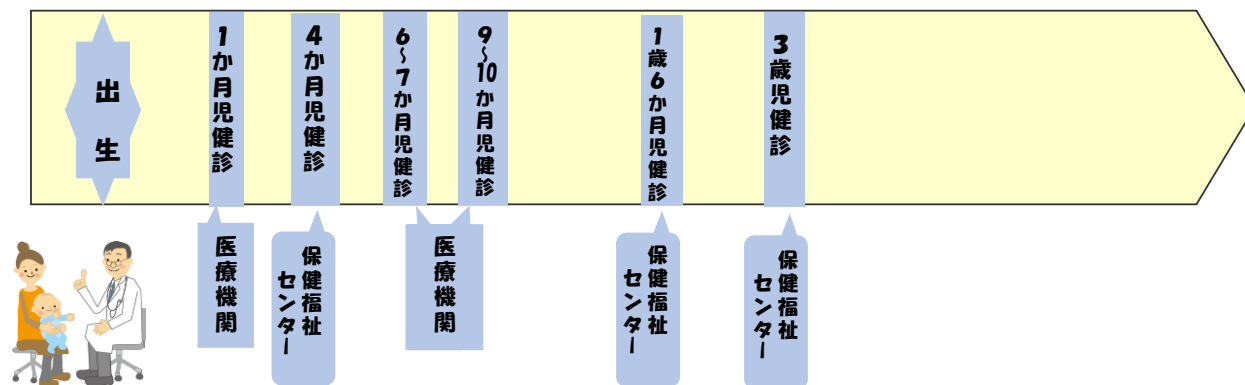 出生
1か月児健診
4か月児健診
6~7か月児健診
9~10か月児健診
1歳6か月児健診
3歳児健診
医療機関
保健福祉
センター
医療機関
保健福祉
センター
保健福祉
センター